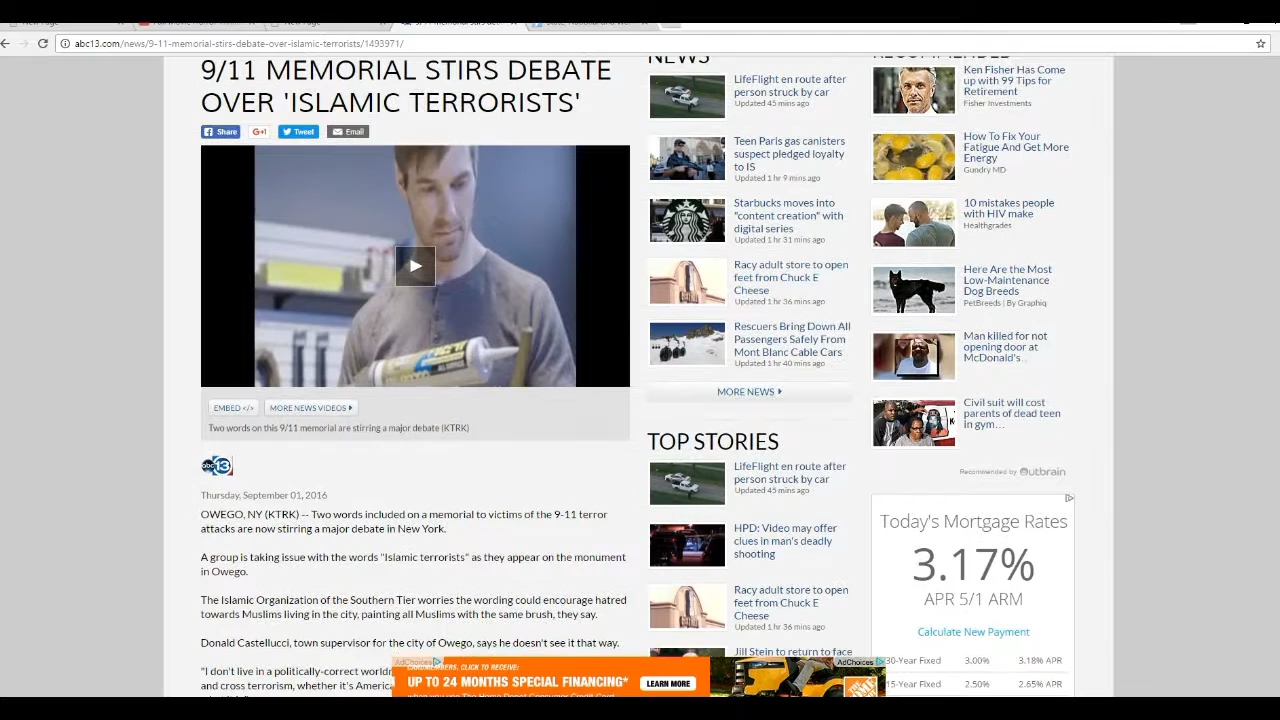 abc13.com/news/9-11-memorial-stirs-debate-over-islamic-terrorists/1493971/
9/11 MEMORIAL STIRS DEBATE
OVER 'ISLAMIC TERRORISTS'
Share
G+1
Tweet
Email
EMBED </>
MORE NEWS VIDEOS
Two words on this 9/11 memorial are stirring a major debate (KTRK)
abc13
Thursday, September 01, 2016
OWEGO, NY (KTRK) -- Two words included on a memorial to victims of the 9-11 terror
attacks are now stirring a major debate in New York.
A group is taking issue with the words "Islamic terrorists" as they appear on the monument
in Owego.
The Islamic Organization of the Southern Tier worries the wording could encourage hatred
towards Muslims living in the city, painting all Muslims with the same brush, they say.
Donald Castellucci, town supervisor for the city of Owego, says he doesn't see it that way.
"I don't live in a politically-correct world
and cross terrorism, whether it's America
NEWS
LifeFlight en route after
person struck by car
Updated 45 mins ago
Teen Paris gas canisters
suspect pledged loyalty
to IS
Updated 1 hr 9 mins ago
Starbucks moves into
"content creation" with
digital series
Updated 1 hr 31 mins ago
Racy adult store to open
feet from Chuck E
Cheese
Updated 1 hr 36 mins ago
Rescuers Bring Down All
Passengers Safely From
Mont Blanc Cable Cars
Updated 1 hr 40 mins ago
MORE NEWS
TOP STORIES
LifeFlight en route after
person struck by car
Updated 45 mins ago
HPD: Video may offer
clues in man's deadly
shooting
Racy adult store to open
feet from Chuck E
Cheese
Updated 1 hr 36 mins ago
Jill Stein to return to face
RECOMMENDED
Ken Fisher Has Come
up with 99 Tips for
Retirement
Fisher Investments
How To Fix Your
Fatigue And Get More
Energy
Gundry MD
10 mistakes people
with HIV make
Healthgrades
Here Are the Most
Low-Maintenance
Dog Breeds
PetBreeds | By Graphiq
Man killed for not
opening door at
McDonald's...
Civil suit will cost
parents of dead teen
in gym...
Recommended by Outbrain
Today's Mortgage Rates
3.17%
APR 5/1 ARM
Calculate New Payment
30-Year Fixed 3.00% 3.18% APR
15-Year Fixed 2.50% 2.65% APR
AdChoices
CARDMEMBERS, CLICK TO RECEIVE:
UP TO 24 MONTHS SPECIAL FINANCING*
LEARN MORE
AdChoices